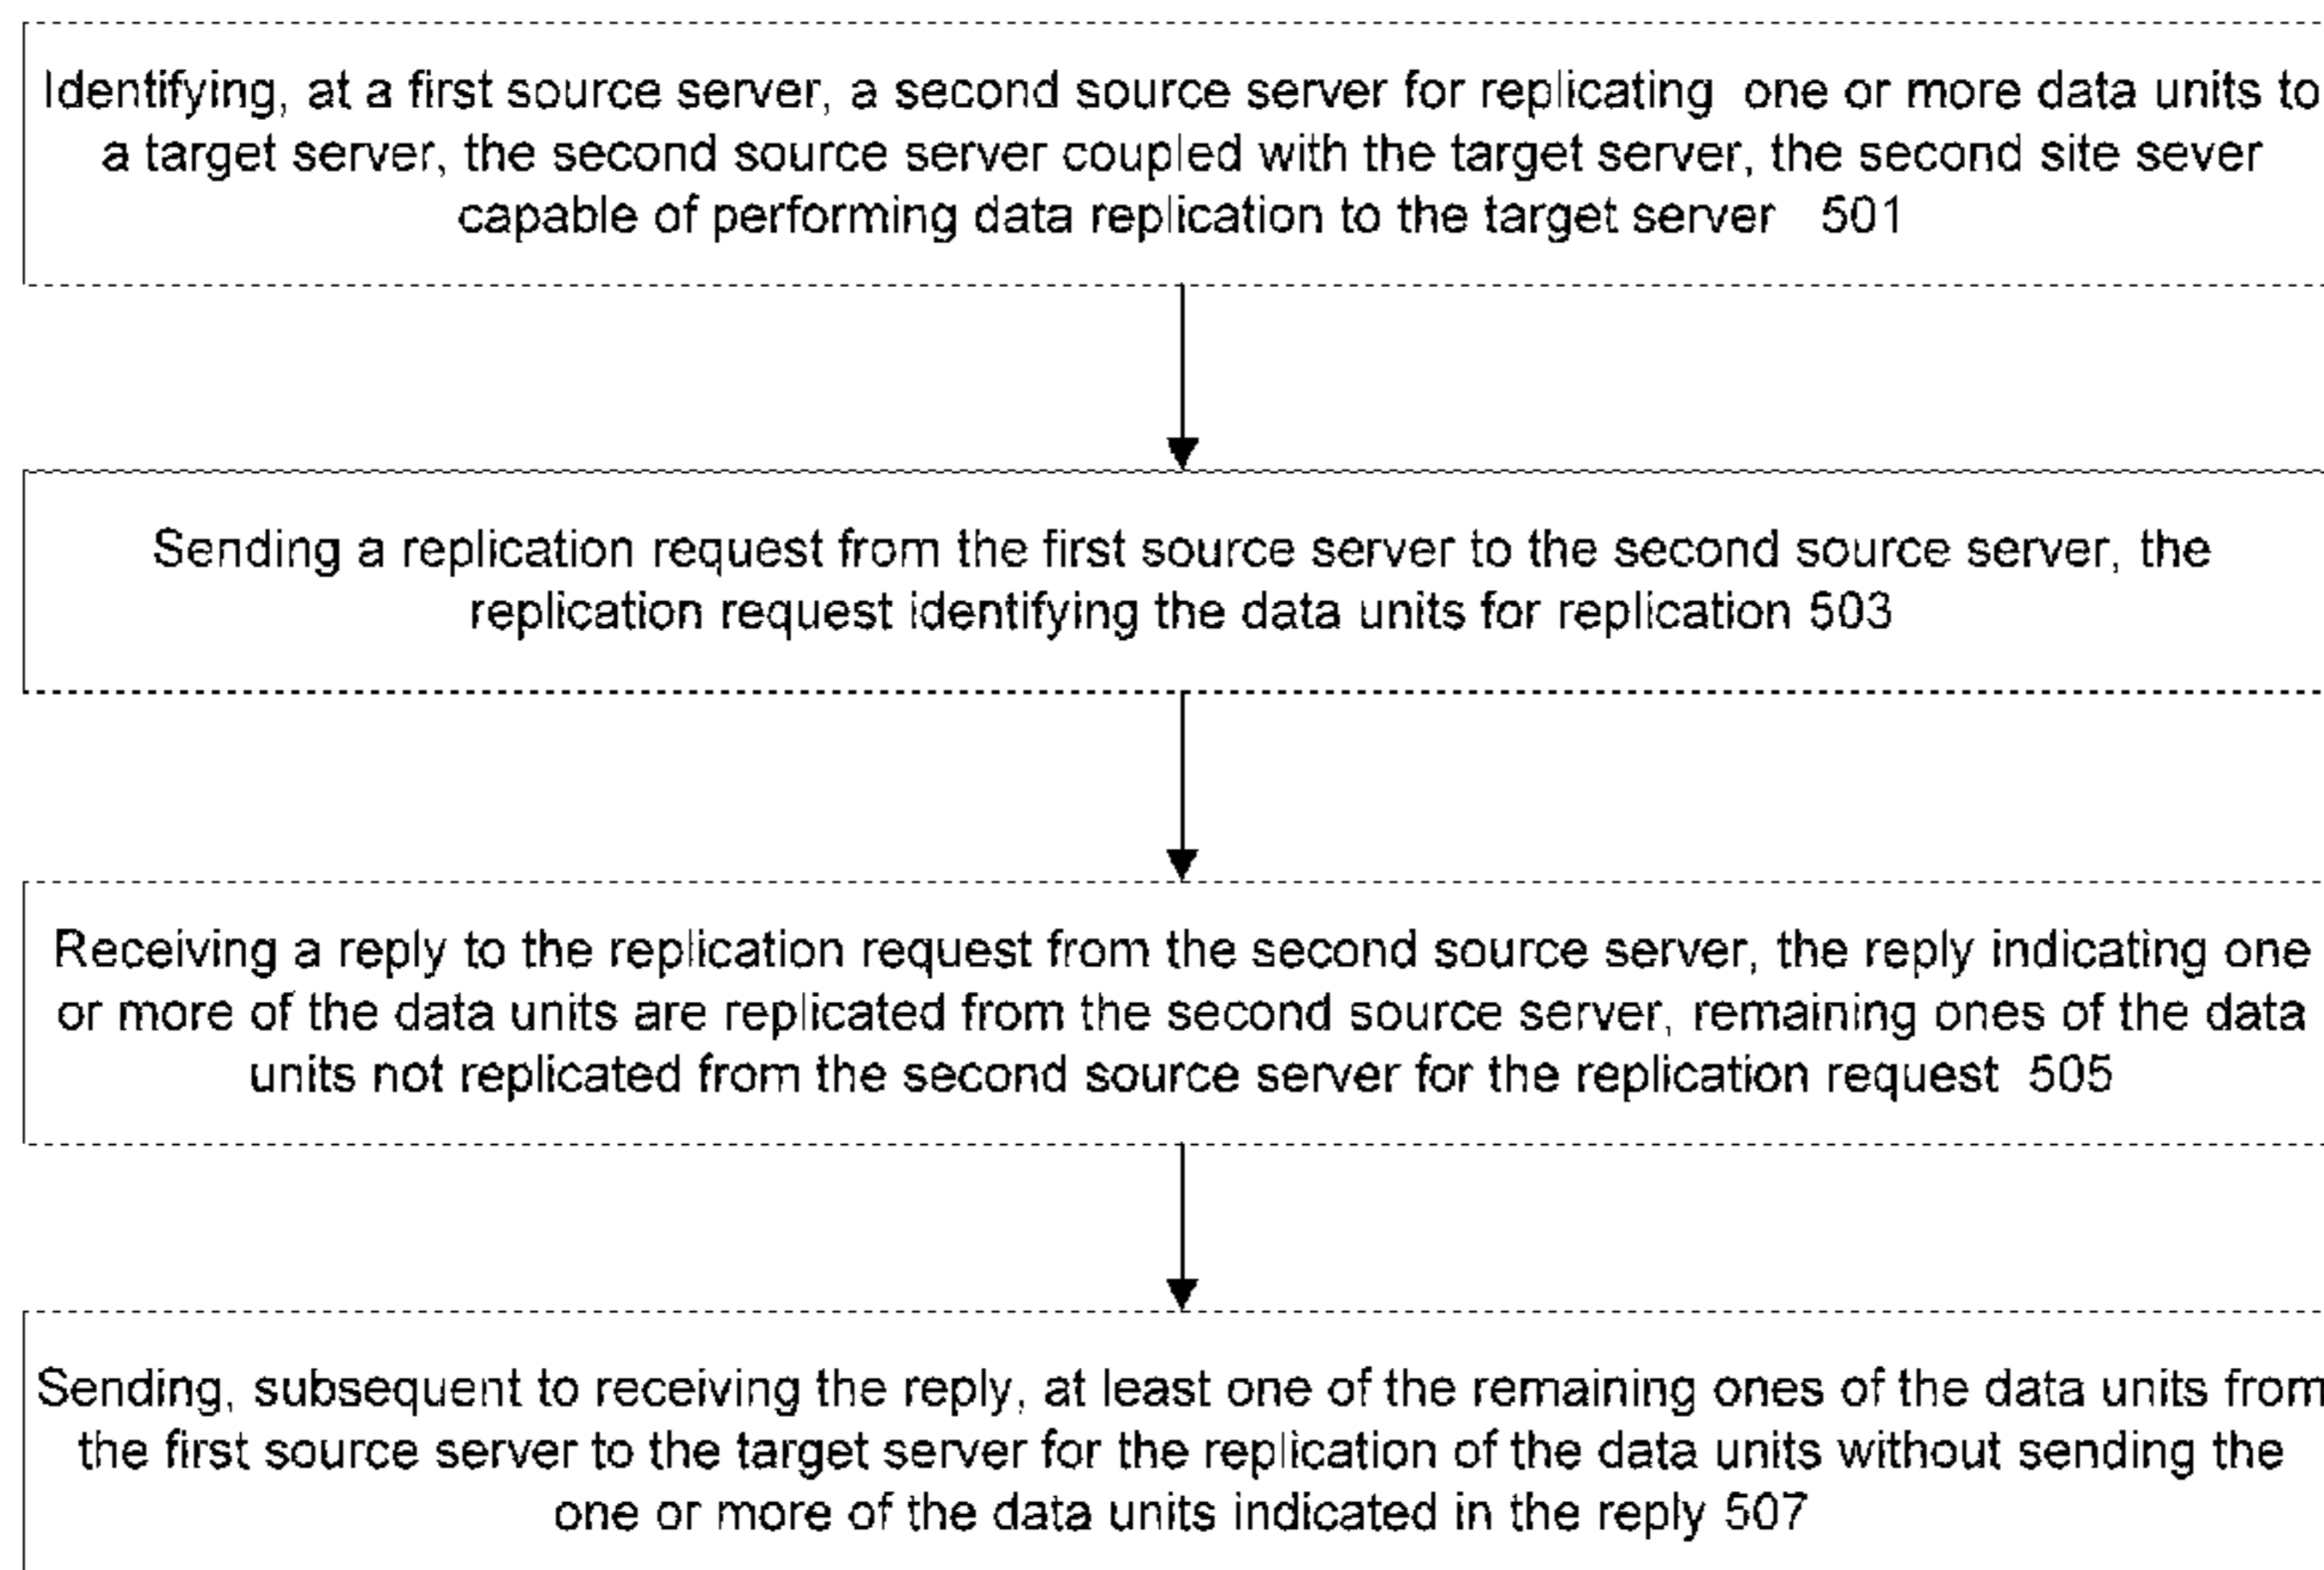 Identifying, at a first source server, a second source server for replicating one or more data units to
a target server, the second source server coupled with the target server, the second site sever
capable of performing data replication to the target server 501
Sending a replication request from the first source server to the second source server, the
replication request identifying the data units for replication 503
Receiving a reply to the replication request from the second source server, the reply indicating one
or more of the data units are replicated from the second source server, remaining ones of the data
units not replicated from the second source server for the replication request 505
Sending, subsequent to receiving the reply, at least one of the remaining ones of the data units from
the first source server to the target server for the replication of the data units without sending the
one or more of the data units indicated in the reply 507